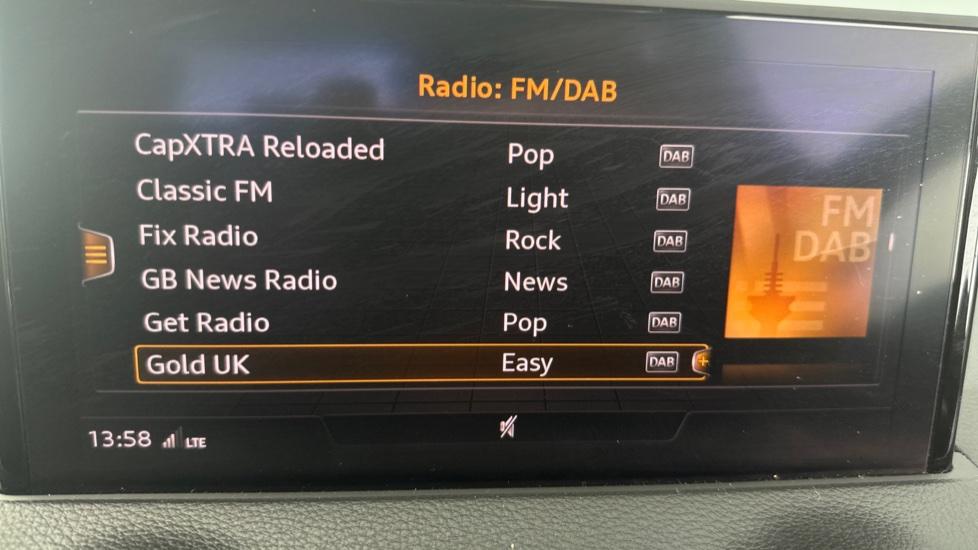 Radio: FM/DAB
CapXTRA Reloaded Pop DAB
Classic FM Light DAB
Fix Radio Rock DAB
GB News Radio News DAB
Get Radio Pop DAB
Gold UK Easy DAB +
FM
DAB
13:58 LTE